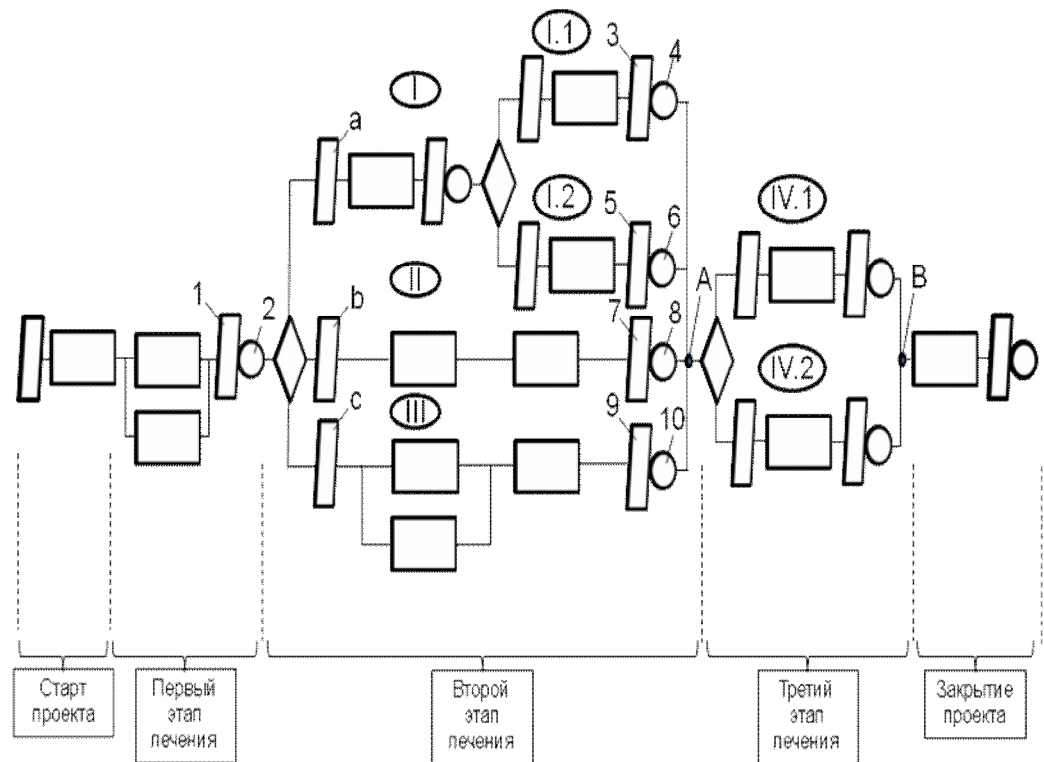 I.1
3
4
I
a
I.2
5
6
IV.1
II
b
1
2
7
8
A
B
III
c
9
10
IV.2
Старт
проекта
Первый
этап
лечения
Второй
этап
лечения
Третий
этап
лечения
Закрытие
проекта